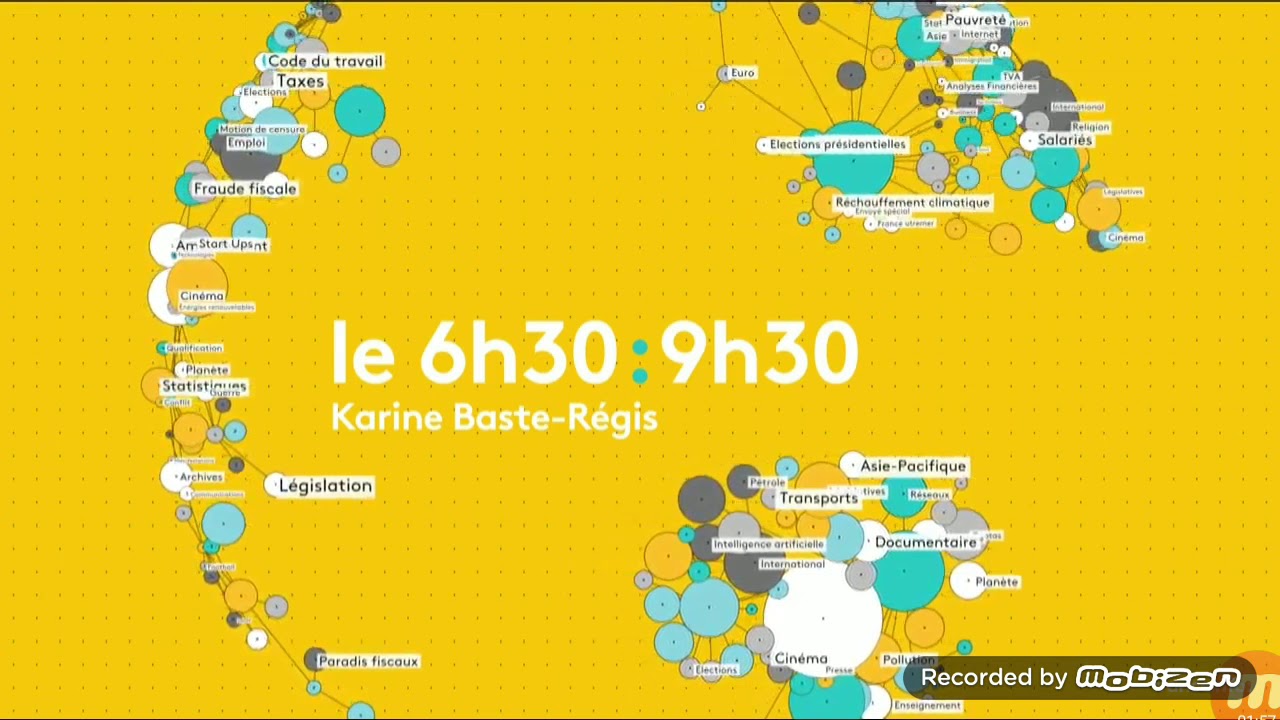 Code du travail
Taxes
Elections
Motion de censure
Emploi
Fraude fiscale
Start Ups
Cinéma
Énergies renouvelables
Qualification
Planète
Statistiques
Guerre
Conflit
Archives
Communications
Législation
Football
Paradis fiscaux
Pauvreté
Asie
Internet
Euro
TVA
Analyses Financières
International
Religion
Salariés
Elections présidentielles
Réchauffement climatique
Envoyé spécial
France outremer
Législatives
Cinéma
le 6h30:9h30
Karine Baste-Régis
Asie-Pacifique
Pétrole
Transports
Réseaux
Intelligence artificielle
Documentaire
International
Planète
Cinéma
Elections
Presse
Pollution
Enseignement
Recorded by Mobizen